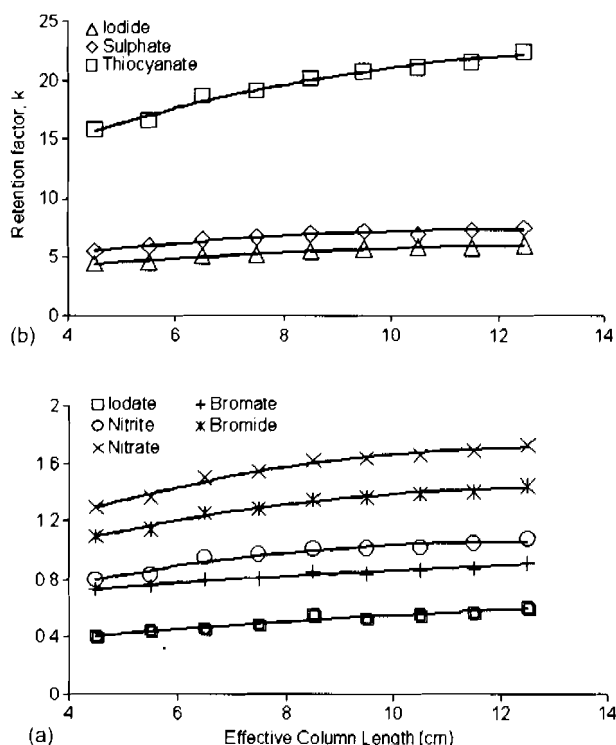 25
20
15
10
5
0
Retention factor, k
Iodide
Sulphate
Thiocyanate
4 6 8 10 12 14
(b)
2
1 6
1.2
0.8
0 4
0
Iodate
Nitrite
Nitrate
Bromate
Bromide
4 6 8 10 12 14
(a)
Effective Column Length (cm)